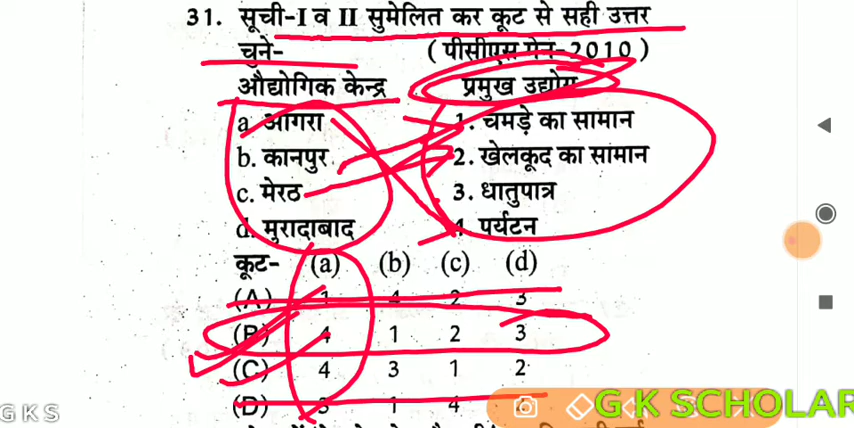 31. सूची-I व II सुमेलित कर कूट से सही उत्तर
चुने- (पीसीएस मेन-2010)
औद्योगिक केन्द्र प्रमुख उद्योग
a. आगरा 1. चमड़े का सामान
b. कानपुर 2. खेलकूद का सामान
c. मेरठ 3. धातुपात्र
d. मुरादाबाद 4. पर्यटन
कूट- (a) (b) (c) (d)
(A) 1 4 2 3
(B) 4 1 2 3
(C) 4 3 1 2
(D) 3 1 4
GKS
G K SCHOLAR